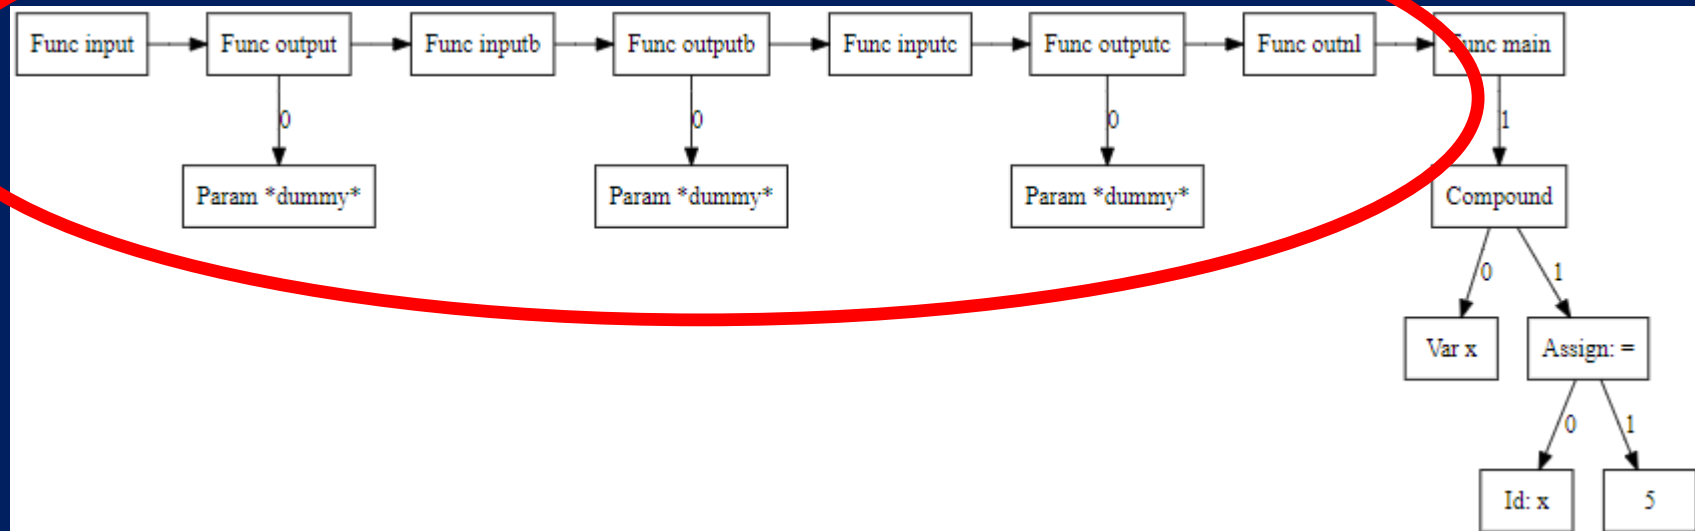 Func input
Func output
Func inputb
Func outputb
Func inputc
Func outputc
Func outnl
Func main
0
0
0
1
Param *dummy*
Param *dummy*
Param *dummy*
Compound
0
1
Var x
Assign: =
0
1
Id: x
5